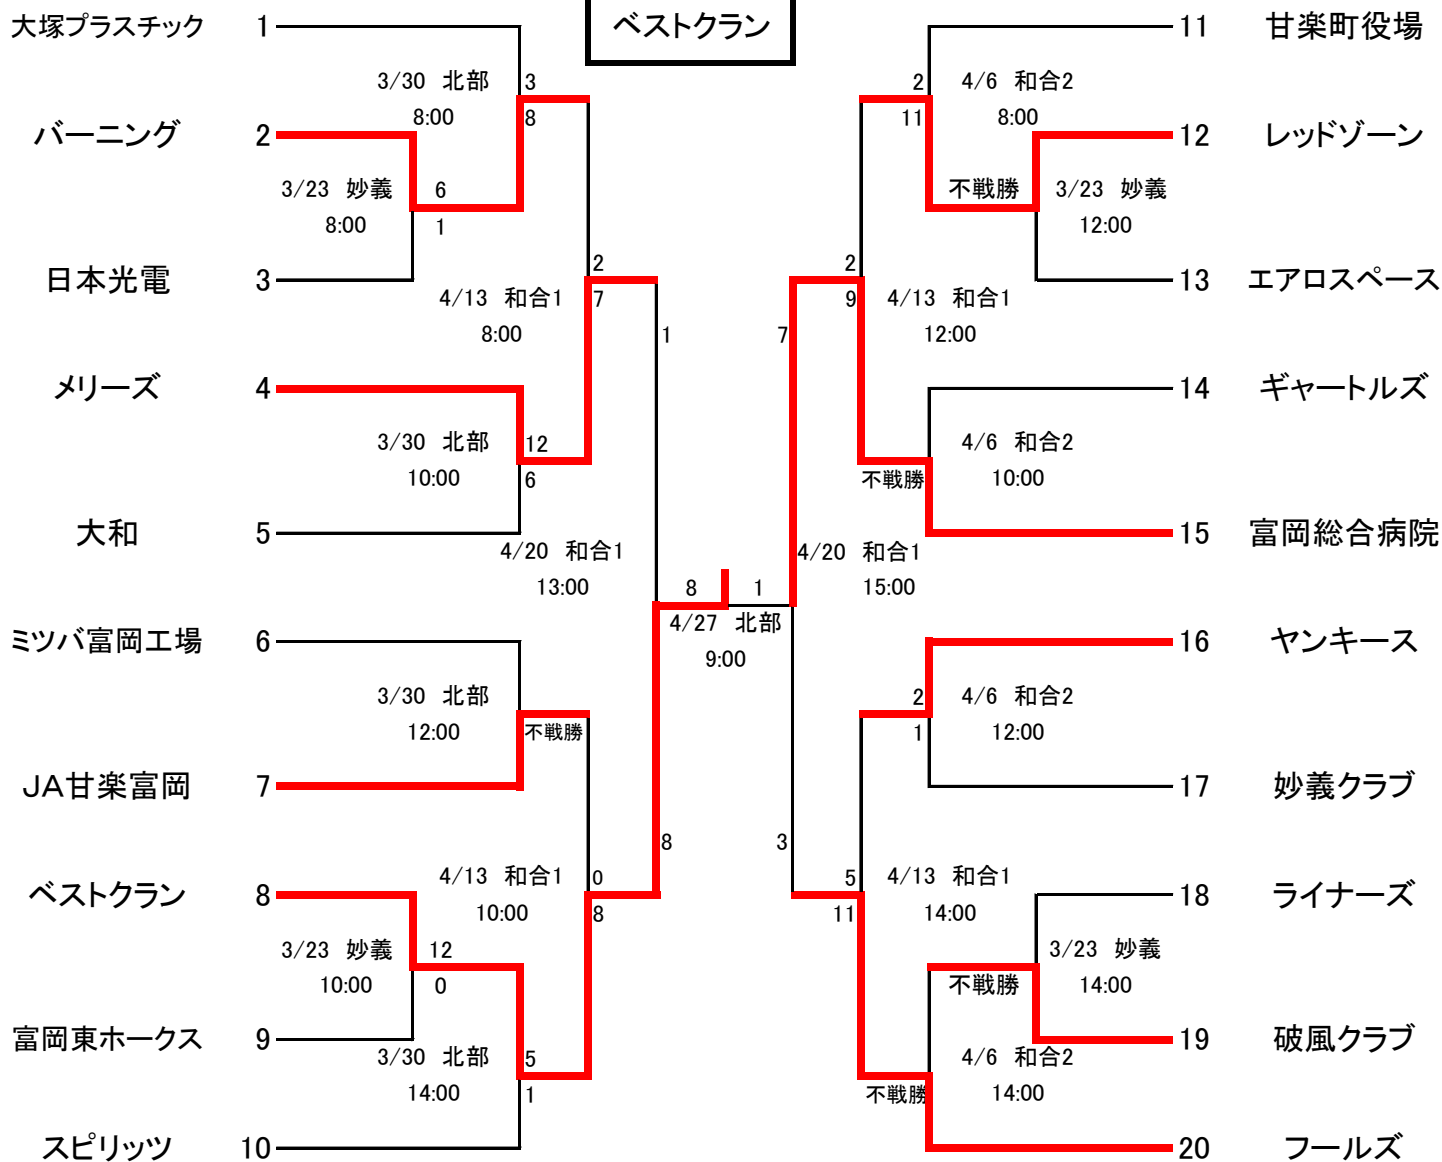 ベストクラン
大塚プラスチック 1
3/30 北部
8:00
3
8
バーニング 2
3/23 妙義
8:00
6
1
日本光電 3
4/13 和合1
8:00
2
7
メリーズ 4
3/30 北部
10:00
12
6
大和 5
4/20 和合1
13:00
1
8
ミツバ富岡工場 6
3/30 北部
12:00
不戦勝
JA甘楽富岡 7
4/13 和合1
10:00
0
8
ベストクラン 8
3/23 妙義
10:00
12
0
富岡東ホークス 9
3/30 北部
14:00
5
1
スピリッツ 10
8
1
4/27 北部
9:00
11 甘楽町役場
2
11
4/6 和合2
8:00
12 レッドゾーン
不戦勝
3/23 妙義
12:00
13 エアロスペース
2
9
4/13 和合1
12:00
7
14 ギャートルズ
4/6 和合2
10:00
不戦勝
15 富岡総合病院
4/20 和合1
15:00
16 ヤンキース
2
1
4/6 和合2
12:00
17 妙義クラブ
3
5
11
4/13 和合1
14:00
18 ライナーズ
3/23 妙義
14:00
不戦勝
19 破風クラブ
4/6 和合2
14:00
不戦勝
20 フールズ